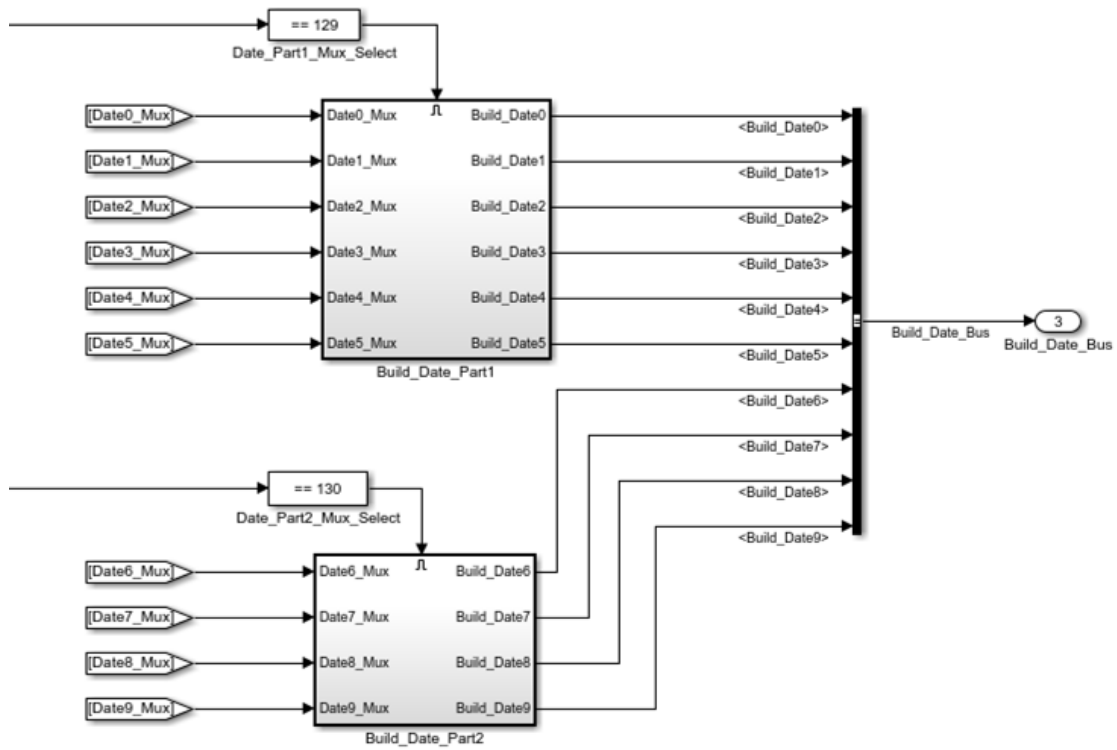 == 129
Date_Part1_Mux_Select
[Date0_Mux] Date0_Mux Build_Date0 <Build_Date0>
[Date1_Mux] Date1_Mux Build_Date1 <Build_Date1>
[Date2_Mux] Date2_Mux Build_Date2 <Build_Date2>
[Date3_Mux] Date3_Mux Build_Date3 <Build_Date3>
[Date4_Mux] Date4_Mux Build_Date4 <Build_Date4>
3
Build_Date_Bus Build_Date_Bus
[Date5_Mux] Date5_Mux Build_Date5 <Build_Date5>
Build_Date_Part1
<Build_Date6>
<Build_Date7>
== 130 <Build_Date8>
Date_Part2_Mux_Select
<Build_Date9>
[Date6_Mux] Date6_Mux Build_Date6
[Date7_Mux] Date7_Mux Build_Date7
[Date8_Mux] Date8_Mux Build_Date8
[Date9_Mux] Date9_Mux Build_Date9
Build_Date_Part2